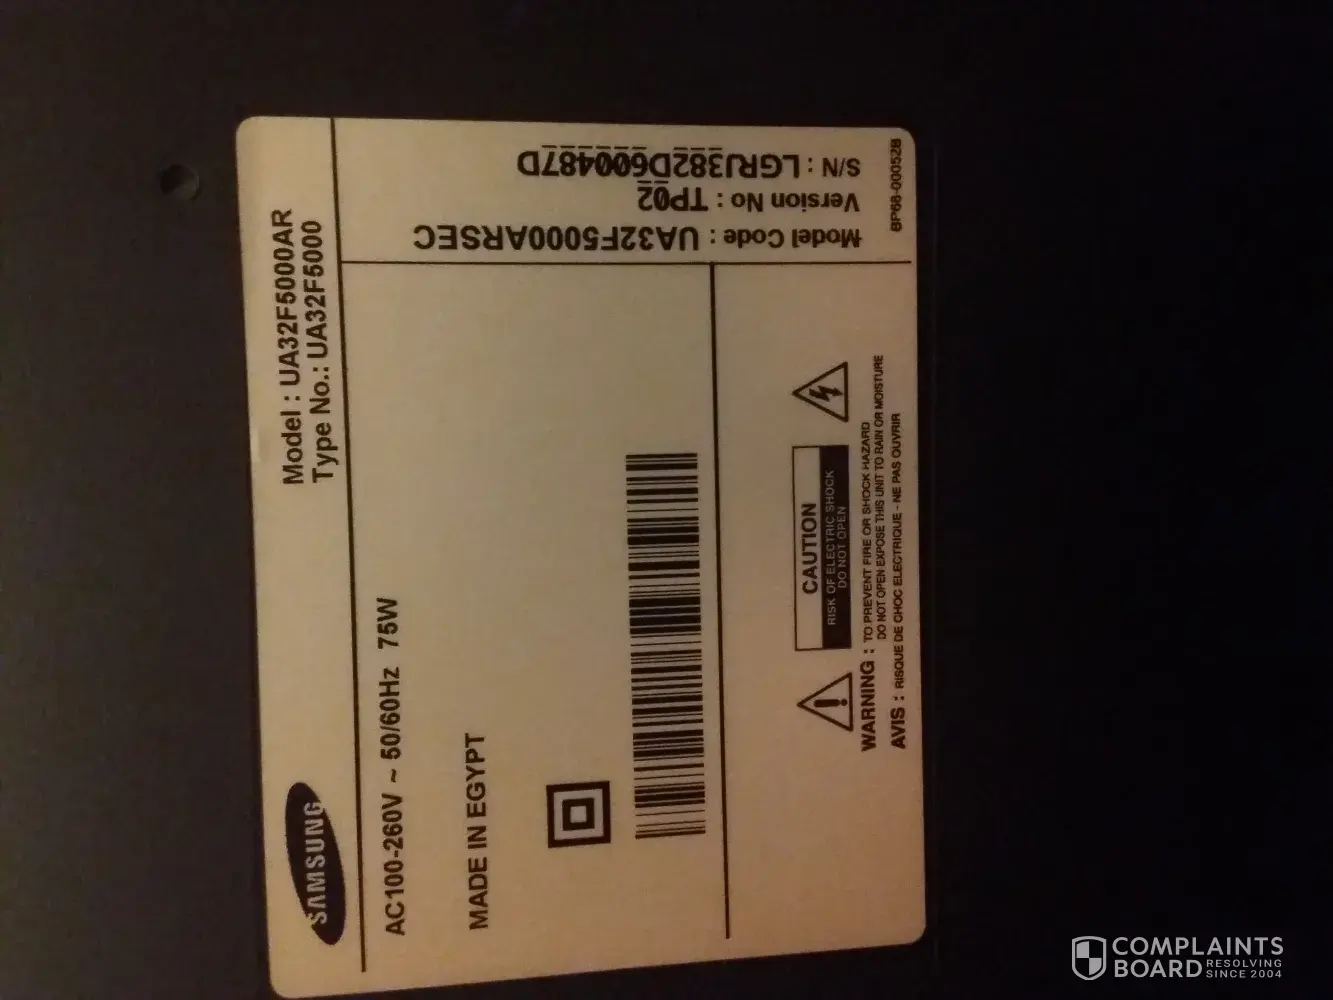 SAMSUNG
Model : UA32F5000AR
Type No.: UA32F5000
AC100-260V ~ 50/60Hz 75W
MADE IN EGYPT
CAUTION
RISK OF ELECTRIC SHOCK
DO NOT OPEN
WARNING : TO PREVENT FIRE OR SHOCK HAZARD
DO NOT OPEN EXPOSE THIS UNIT TO RAIN OR MOISTURE
AVIS : RISQUE DE CHOC ELECTRIQUE - NE PAS OUVRIR
Model Code : UA32F5000ARSEC
Version No : TP02
S/N : LGRJ382D600487D
BP68-00052B
COMPLAINTS
BOARD RESOLVING
SINCE 2004